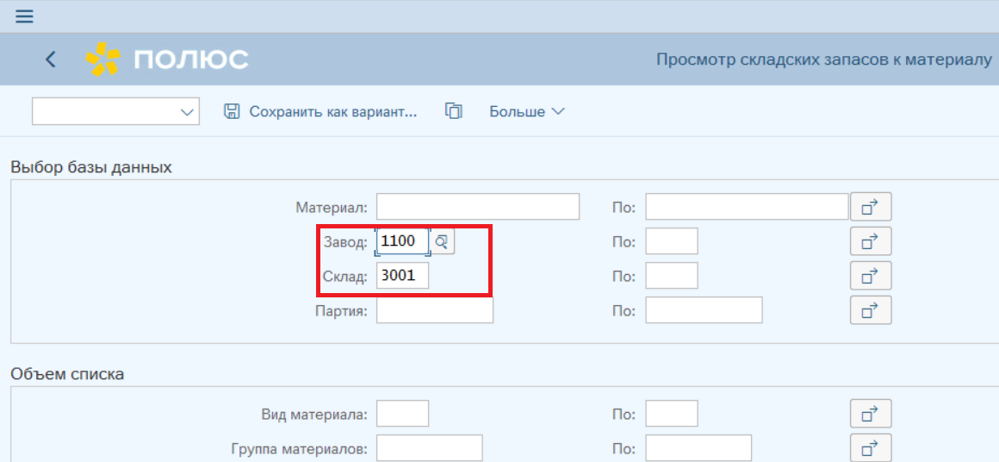 ПОЛЮС
Просмотр складских запасов к материалу
Сохранить как вариант... Больше
Выбор базы данных
Материал: По:
Завод: 1100 По:
Склад: 3001 По:
Партия: По:
Объем списка
Вид материала: По:
Группа материалов: По: